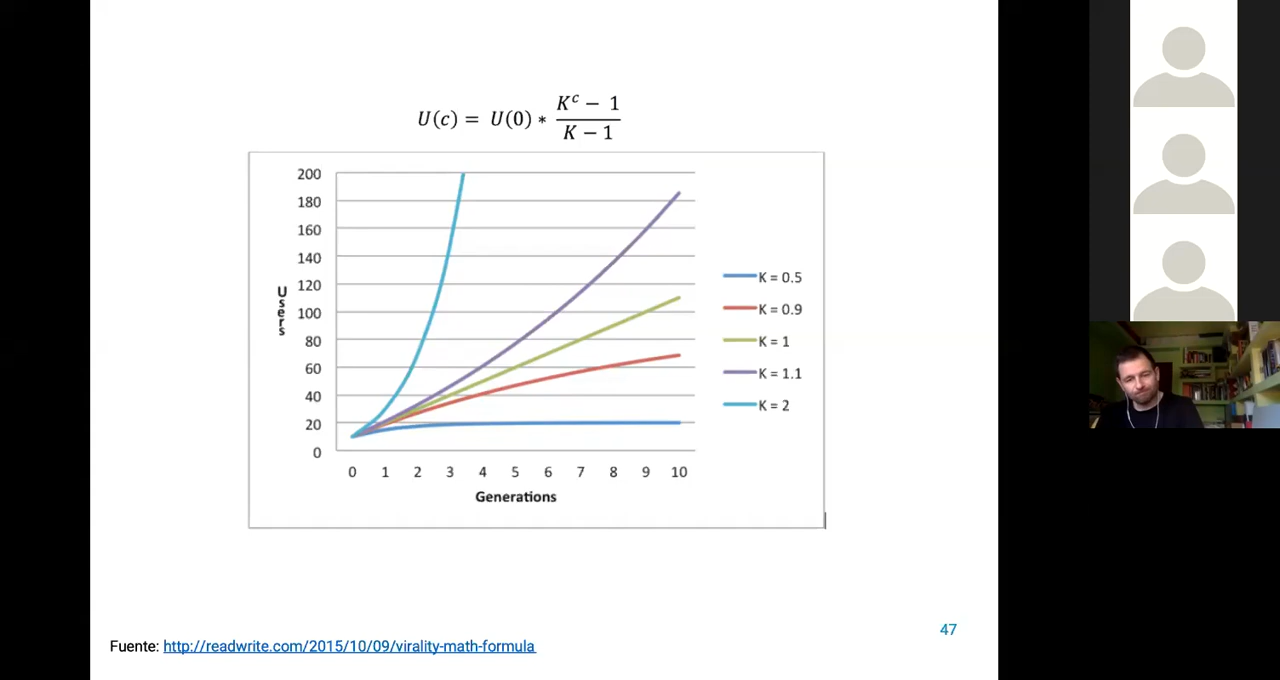 U(c) = U(0) * (K^c − 1) / (K − 1)
200
180
160
140
120
100
80
60
40
20
0
Users
0 1 2 3 4 5 6 7 8 9 10
Generations
K = 0.5
K = 0.9
K = 1
K = 1.1
K = 2
47
Fuente: http://readwrite.com/2015/10/09/virality-math-formula